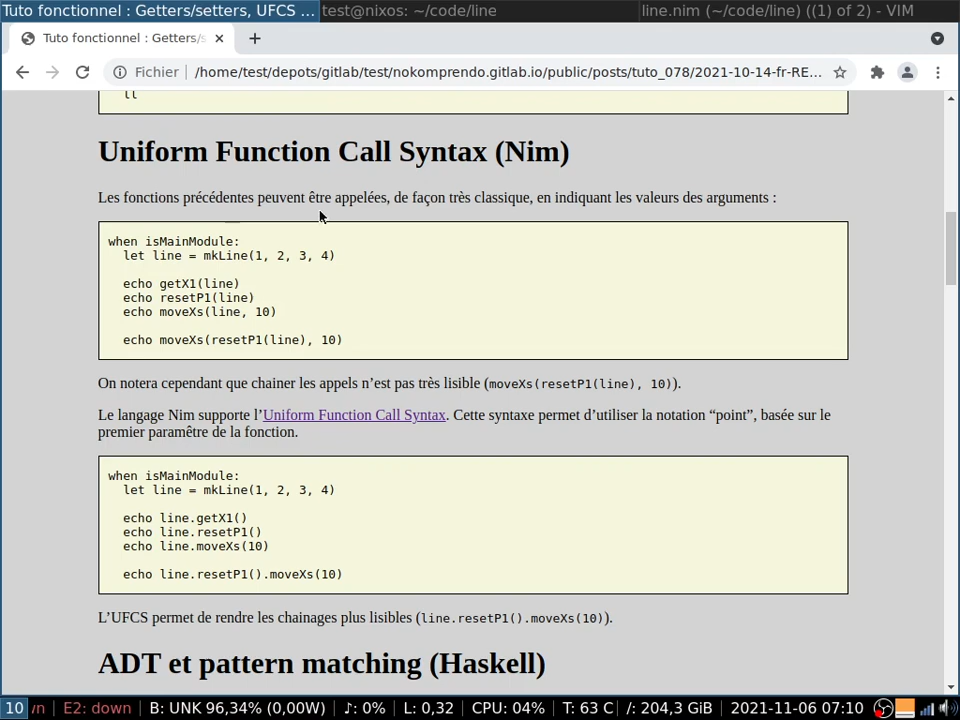 Tuto fonctionnel : Getters/setters, UFCS ... test@nixos: ~/code/line line.nim (~/code/line) ((1) of 2) - VIM
Tuto fonctionnel : Getters/s
Fichier /home/test/depots/gitlab/test/nokomprendo.gitlab.io/public/posts/tuto_078/2021-10-14-fr-RE...
ll
Uniform Function Call Syntax (Nim)
Les fonctions précédentes peuvent être appelées, de façon très classique, en indiquant les valeurs des arguments :
when isMainModule:
let line = mkLine(1, 2, 3, 4)
echo getX1(line)
echo resetP1(line)
echo moveXs(line, 10)
echo moveXs(resetP1(line), 10)
On notera cependant que chainer les appels n’est pas très lisible (moveXs(resetP1(line), 10)).
Le langage Nim supporte l’Uniform Function Call Syntax. Cette syntaxe permet d’utiliser la notation “point”, basée sur le
premier paramêtre de la fonction.
when isMainModule:
let line = mkLine(1, 2, 3, 4)
echo line.getX1()
echo line.resetP1()
echo line.moveXs(10)
echo line.resetP1().moveXs(10)
L’UFCS permet de rendre les chainages plus lisibles (line.resetP1().moveXs(10)).
ADT et pattern matching (Haskell)
10 E2: down B: UNK 96,34% (0,00W) ♪: 0% L: 0,32 CPU: 04% T: 63 C /: 204,3 GiB 2021-11-06 07:10